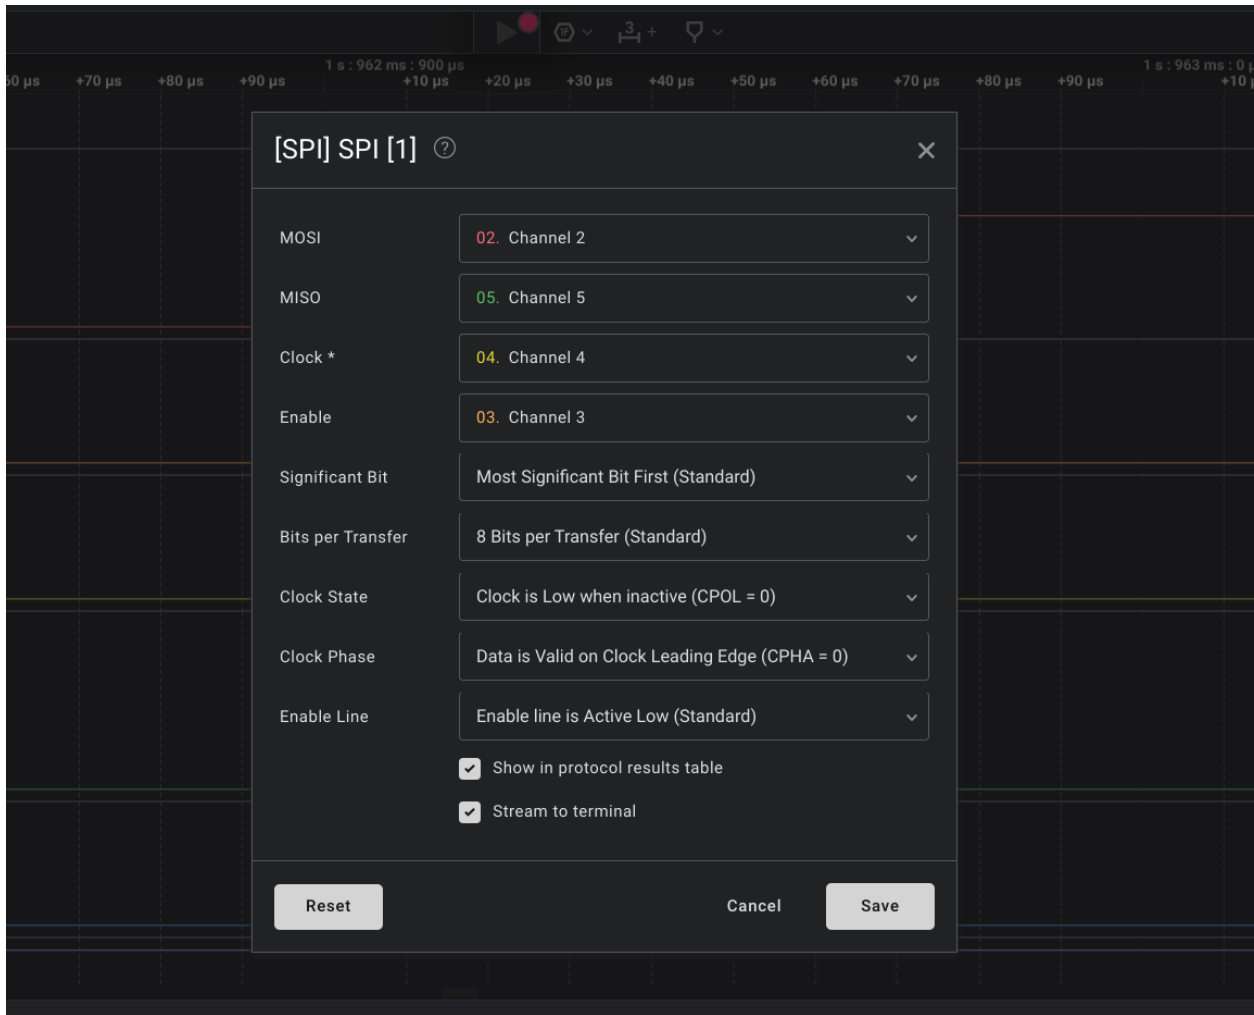 1 s : 962 ms : 900 µs
1 s : 963 ms : 0
+70 µs +80 µs +90 µs +10 µs +20 µs +30 µs +40 µs +50 µs +60 µs +70 µs +80 µs +90 µs +10
[SPI] SPI [1] ?
MOSI 02. Channel 2
MISO 05. Channel 5
Clock * 04. Channel 4
Enable 03. Channel 3
Significant Bit Most Significant Bit First (Standard)
Bits per Transfer 8 Bits per Transfer (Standard)
Clock State Clock is Low when inactive (CPOL = 0)
Clock Phase Data is Valid on Clock Leading Edge (CPHA = 0)
Enable Line Enable line is Active Low (Standard)
Show in protocol results table
Stream to terminal
Reset Cancel Save